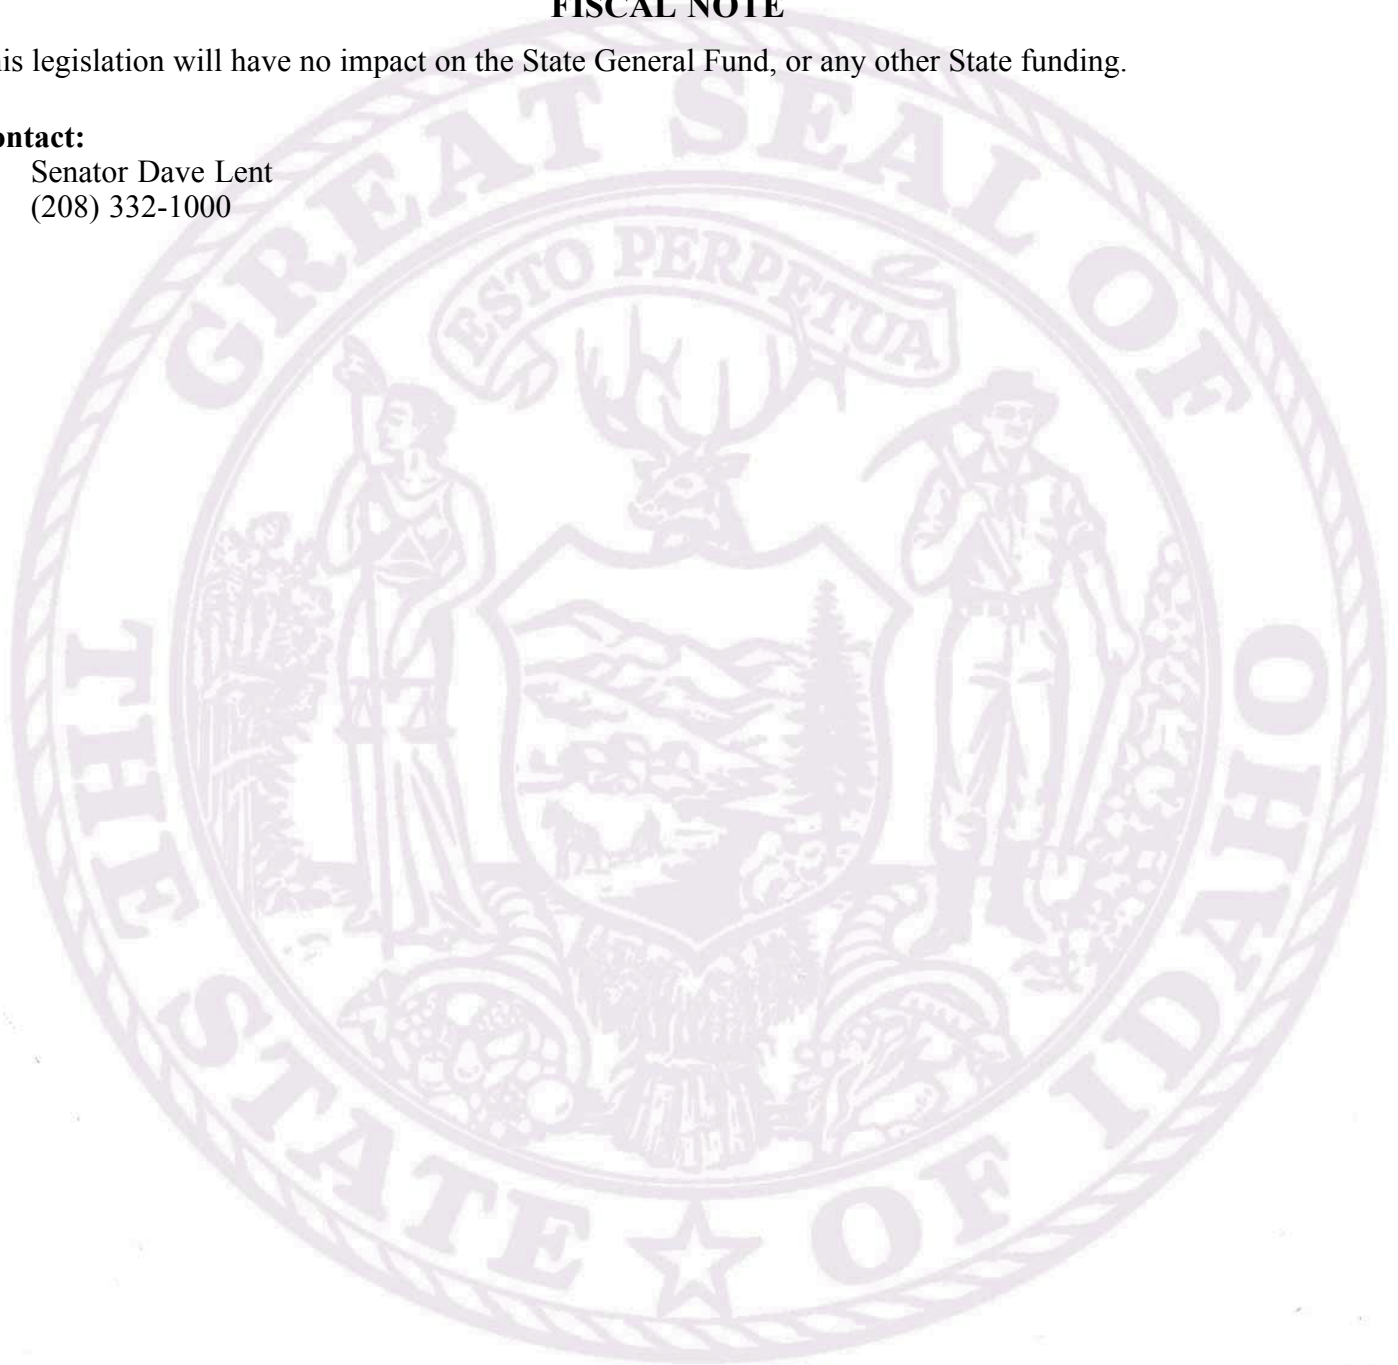 FISCAL NOTE
his legislation will have no impact on the State General Fund, or any other State funding.
ontact:
Senator Dave Lent
(208) 332-1000
GREAT SEAL OF
THE STATE OF IDAHO
ESTO PERPETUA